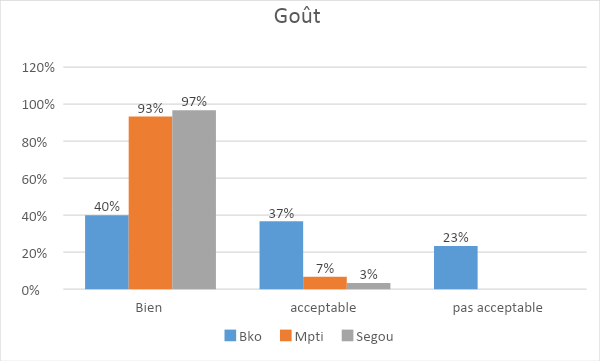 Goût
120%
100%
80%
60%
40%
20%
0%
40%
93%
97%
37%
7%
3%
23%
Bien
acceptable
pas acceptable
Bko
Mpti
Segou